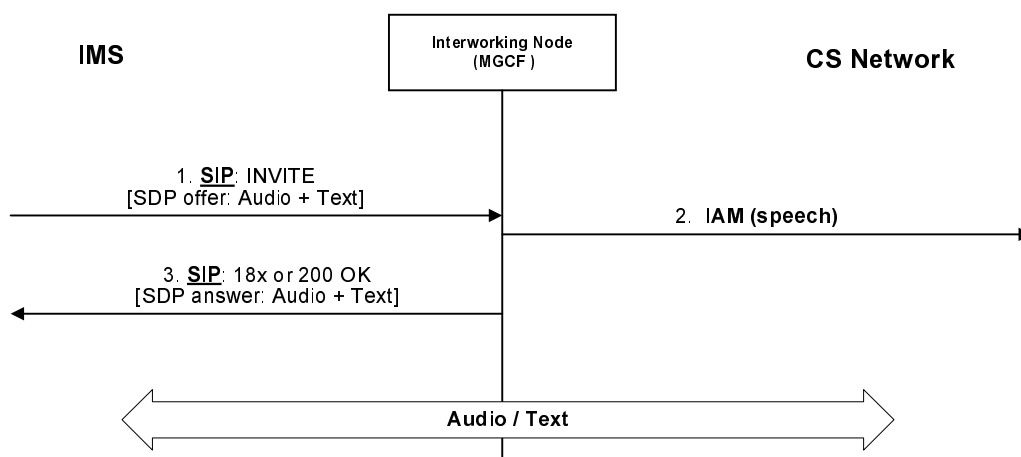 IMS
Interworking Node
(MGCF )
CS Network
1. SIP: INVITE
[SDP offer: Audio + Text]
2. IAM (speech)
3. SIP: 18x or 200 OK
[SDP answer: Audio + Text]
Audio / Text